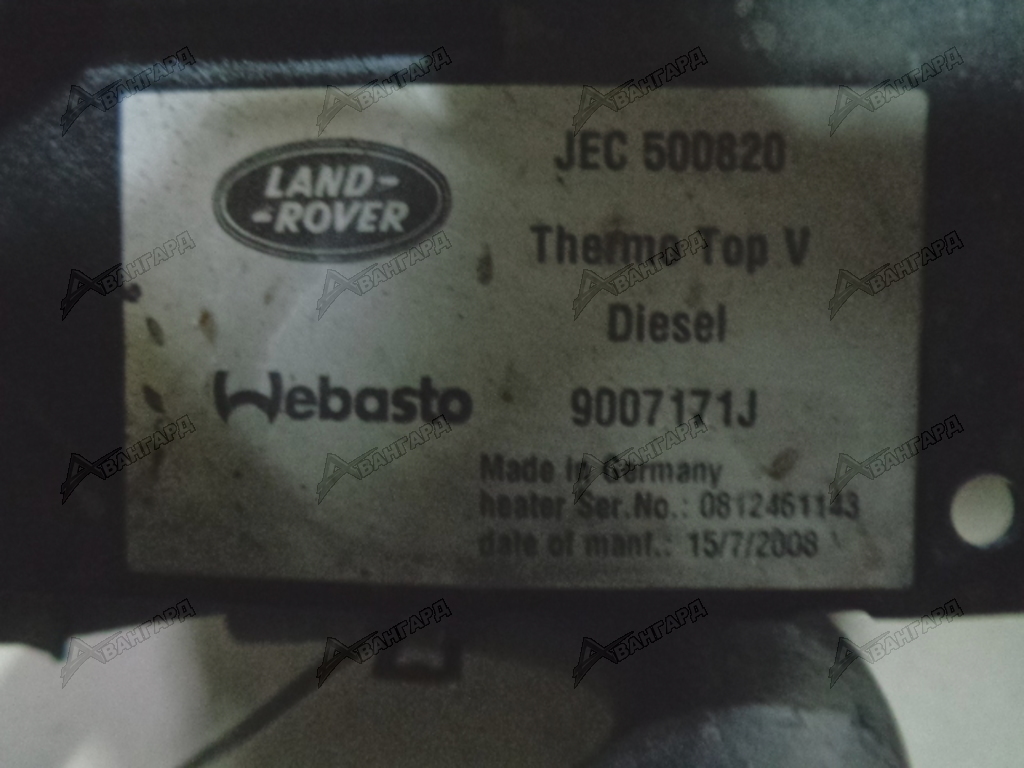 LAND-
-ROVER
JEC 500820
Thermo Top V
Diesel
Webasto
9007171J
Made in Germany
heater Ser.No.: 0812461143
date of manf.: 15/7/2008
АВАНГАРД